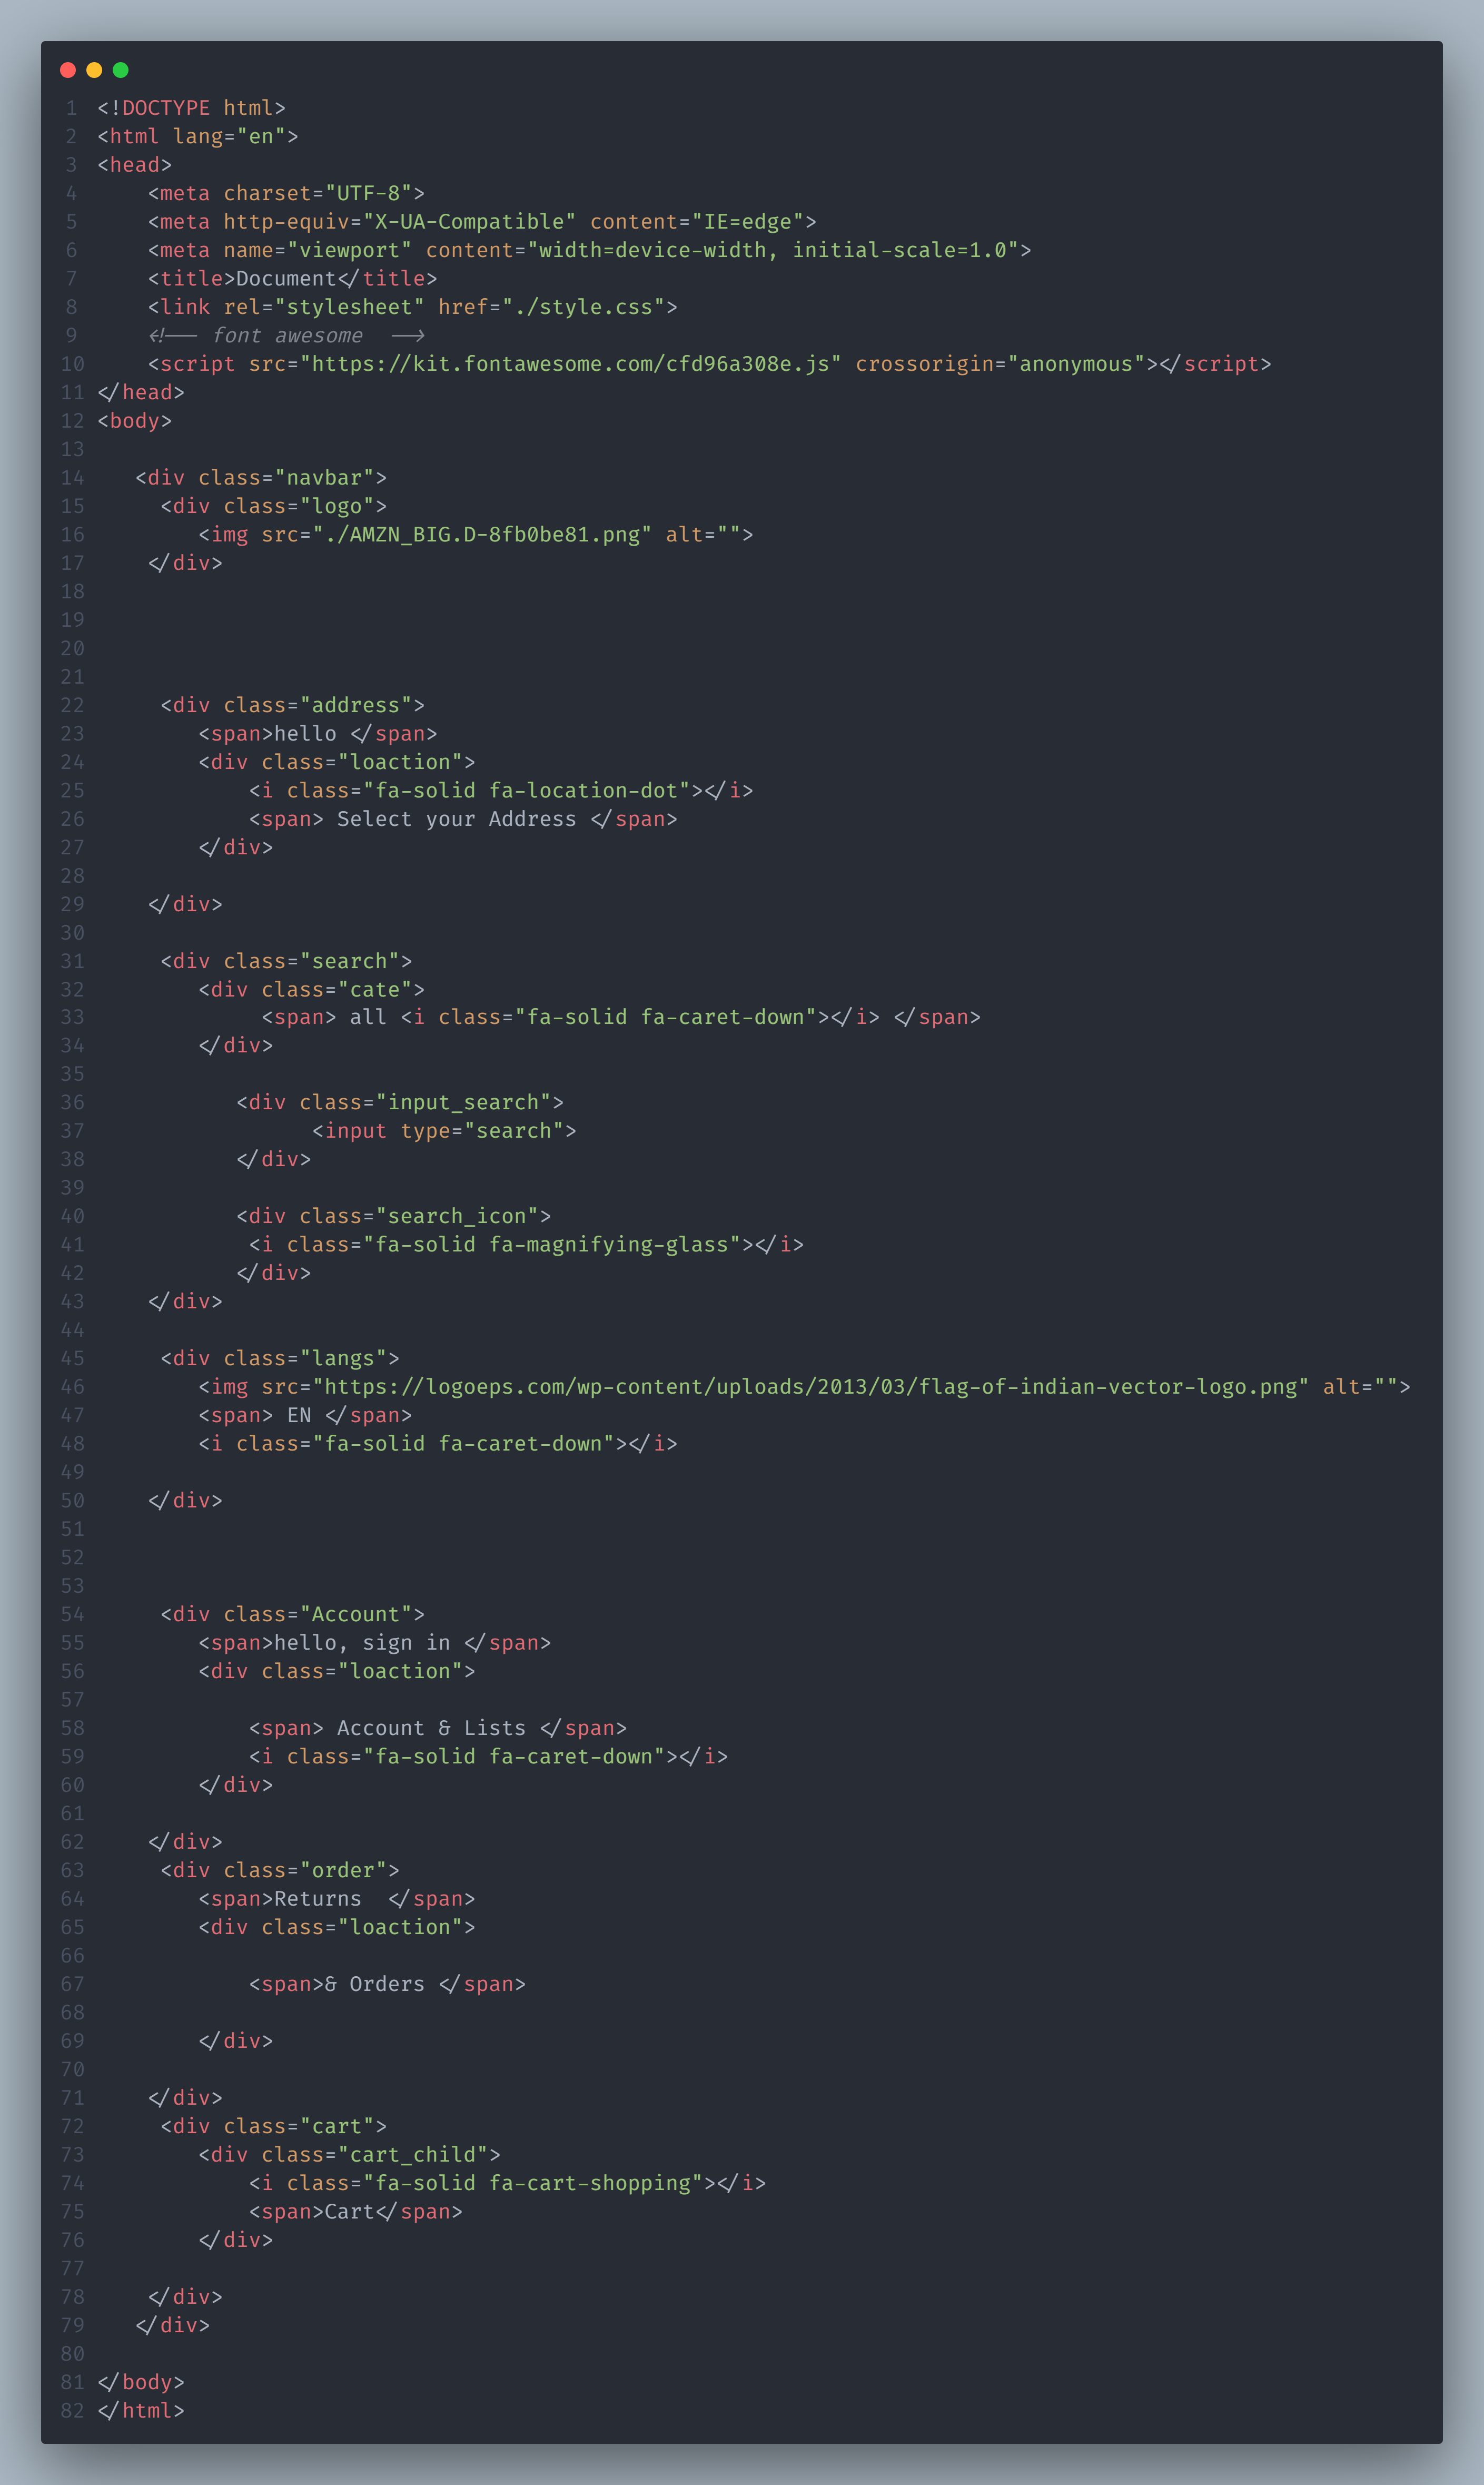 1 <!DOCTYPE html>
2 <html lang="en">
3 <head>
4     <meta charset="UTF-8">
5     <meta http-equiv="X-UA-Compatible" content="IE=edge">
6     <meta name="viewport" content="width=device-width, initial-scale=1.0">
7     <title>Document</title>
8     <link rel="stylesheet" href="./style.css">
9     <!-- font awesome  -->
10     <script src="https://kit.fontawesome.com/cfd96a308e.js" crossorigin="anonymous"></script>
11 </head>
12 <body>
13
14    <div class="navbar">
15      <div class="logo">
16         <img src="./AMZN_BIG.D-8fb0be81.png" alt="">
17     </div>
18
19
20
21
22      <div class="address">
23         <span>hello </span>
24         <div class="loaction">
25             <i class="fa-solid fa-location-dot"></i>
26             <span> Select your Address </span>
27         </div>
28
29     </div>
30
31      <div class="search">
32         <div class="cate">
33              <span> all <i class="fa-solid fa-caret-down"></i> </span>
34         </div>
35
36            <div class="input_search">
37                  <input type="search">
38            </div>
39
40            <div class="search_icon">
41             <i class="fa-solid fa-magnifying-glass"></i>
42            </div>
43     </div>
44
45      <div class="langs">
46         <img src="https://logoeps.com/wp-content/uploads/2013/03/flag-of-indian-vector-logo.png" alt="">
47         <span> EN </span>
48         <i class="fa-solid fa-caret-down"></i>
49
50     </div>
51
52
53
54      <div class="Account">
55         <span>hello, sign in </span>
56         <div class="loaction">
57
58             <span> Account & Lists </span>
59             <i class="fa-solid fa-caret-down"></i>
60         </div>
61
62     </div>
63      <div class="order">
64         <span>Returns  </span>
65         <div class="loaction">
66
67             <span>& Orders </span>
68
69         </div>
70
71     </div>
72      <div class="cart">
73         <div class="cart_child">
74             <i class="fa-solid fa-cart-shopping"></i>
75             <span>Cart</span>
76         </div>
77
78     </div>
79    </div>
80
81 </body>
82 </html>